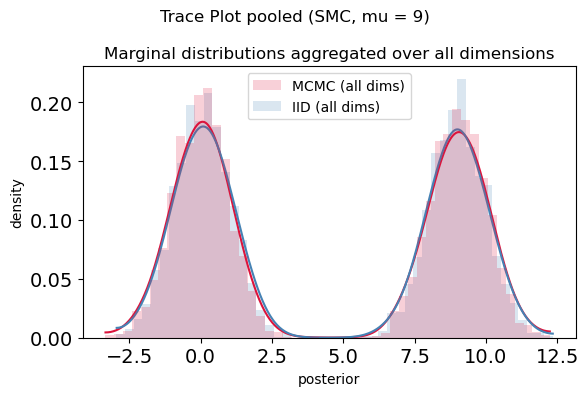 Trace Plot pooled (SMC, mu = 9)
Marginal distributions aggregated over all dimensions
MCMC (all dims)
IID (all dims)
density
0.20
0.15
0.10
0.05
0.00
−2.5 0.0 2.5 5.0 7.5 10.0 12.5
posterior